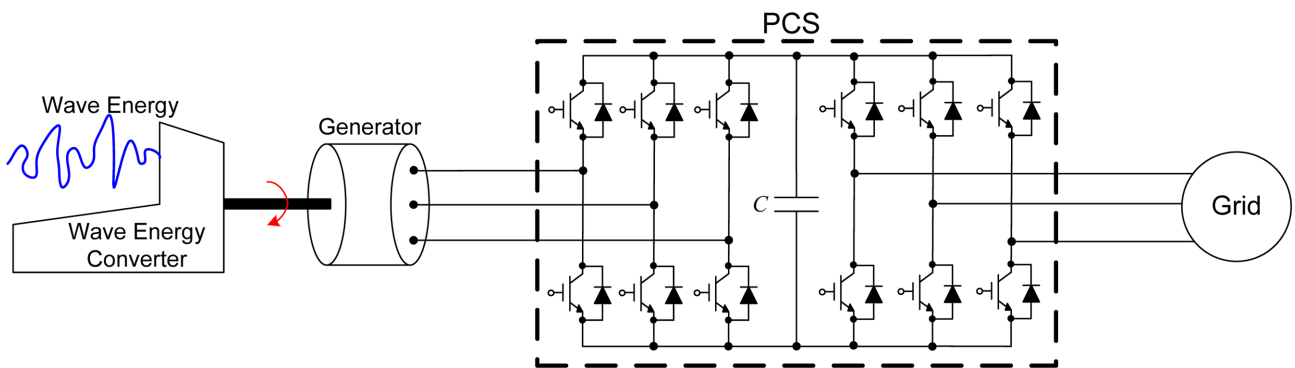 PCS
Wave Energy
Generator
C
Grid
Wave Energy
Converter